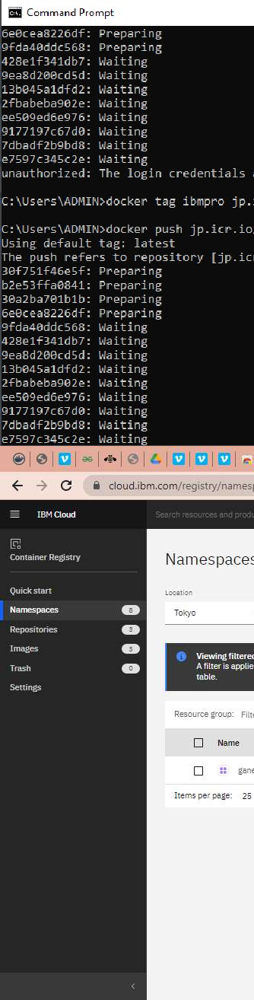 Command Prompt
6e0cea8226df: Preparing
9fda40ddc568: Preparing
428e1f341db7: Waiting
9ea8d200cd5d: Waiting
13b045a1dfd2: Waiting
2fbabeba902e: Waiting
ee509ed6e976: Waiting
9177197c67d0: Waiting
7dbadf2b9bd8: Waiting
e7597c345c2e: Waiting
unauthorized: The login credentials
C:\Users\ADMIN>docker tag ibmpro jp.
C:\Users\ADMIN>docker push jp.icr.io
Using default tag: latest
The push refers to repository [jp.icr
30f751f46e5f: Preparing
b2e53ffa0841: Preparing
30a2ba701b1b: Preparing
6e0cea8226df: Preparing
9fda40ddc568: Waiting
428e1f341db7: Waiting
9ea8d200cd5d: Waiting
13b045a1dfd2: Waiting
2fbabeba902e: Waiting
ee509ed6e976: Waiting
9177197c67d0: Waiting
7dbadf2b9bd8: Waiting
e7597c345c2e: Waiting
cloud.ibm.com/registry/namesp
IBM Cloud
Search resources and produ
Container Registry
Quick start
Namespaces 8
Repositories 3
Images 3
Trash 0
Settings
Namespaces
Location
Tokyo
Viewing filtered
A filter is applie
table.
Resource group: Filte
Name
gane
Items per page: 25